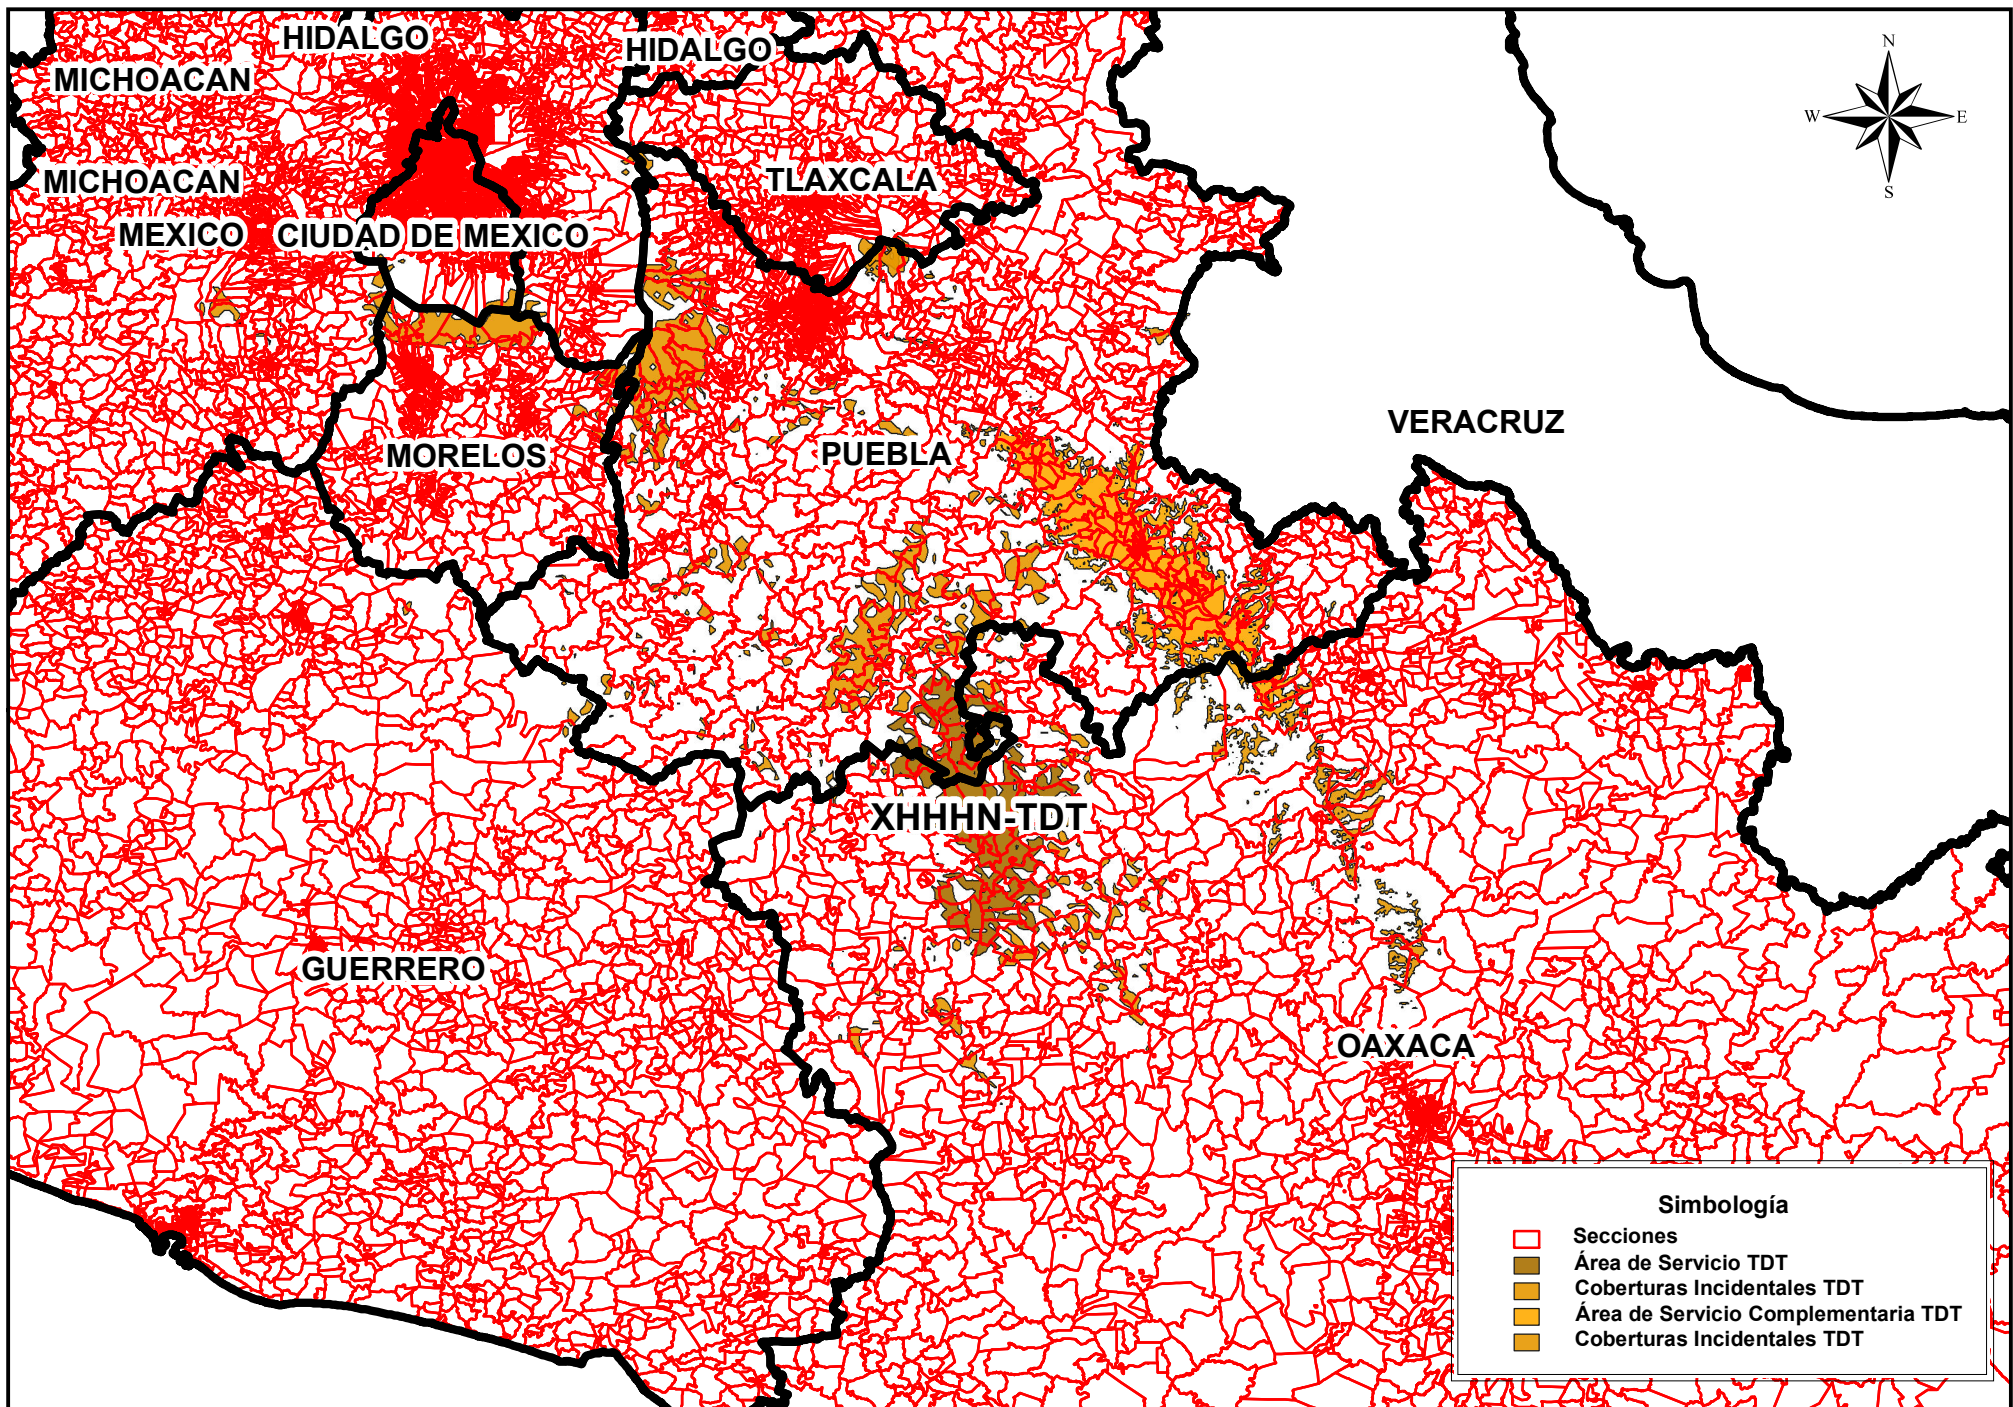 HIDALGO
HIDALGO
MICHOACAN
N
W
E
S
MICHOACAN
TLAXCALA
MEXICO
CIUDAD DE MEXICO
VERACRUZ
MORELOS
PUEBLA
XHHHN-TDT
GUERRERO
OAXACA
Simbología
Secciones
Área de Servicio TDT
Coberturas Incidentales TDT
Área de Servicio Complementaria TDT
Coberturas Incidentales TDT